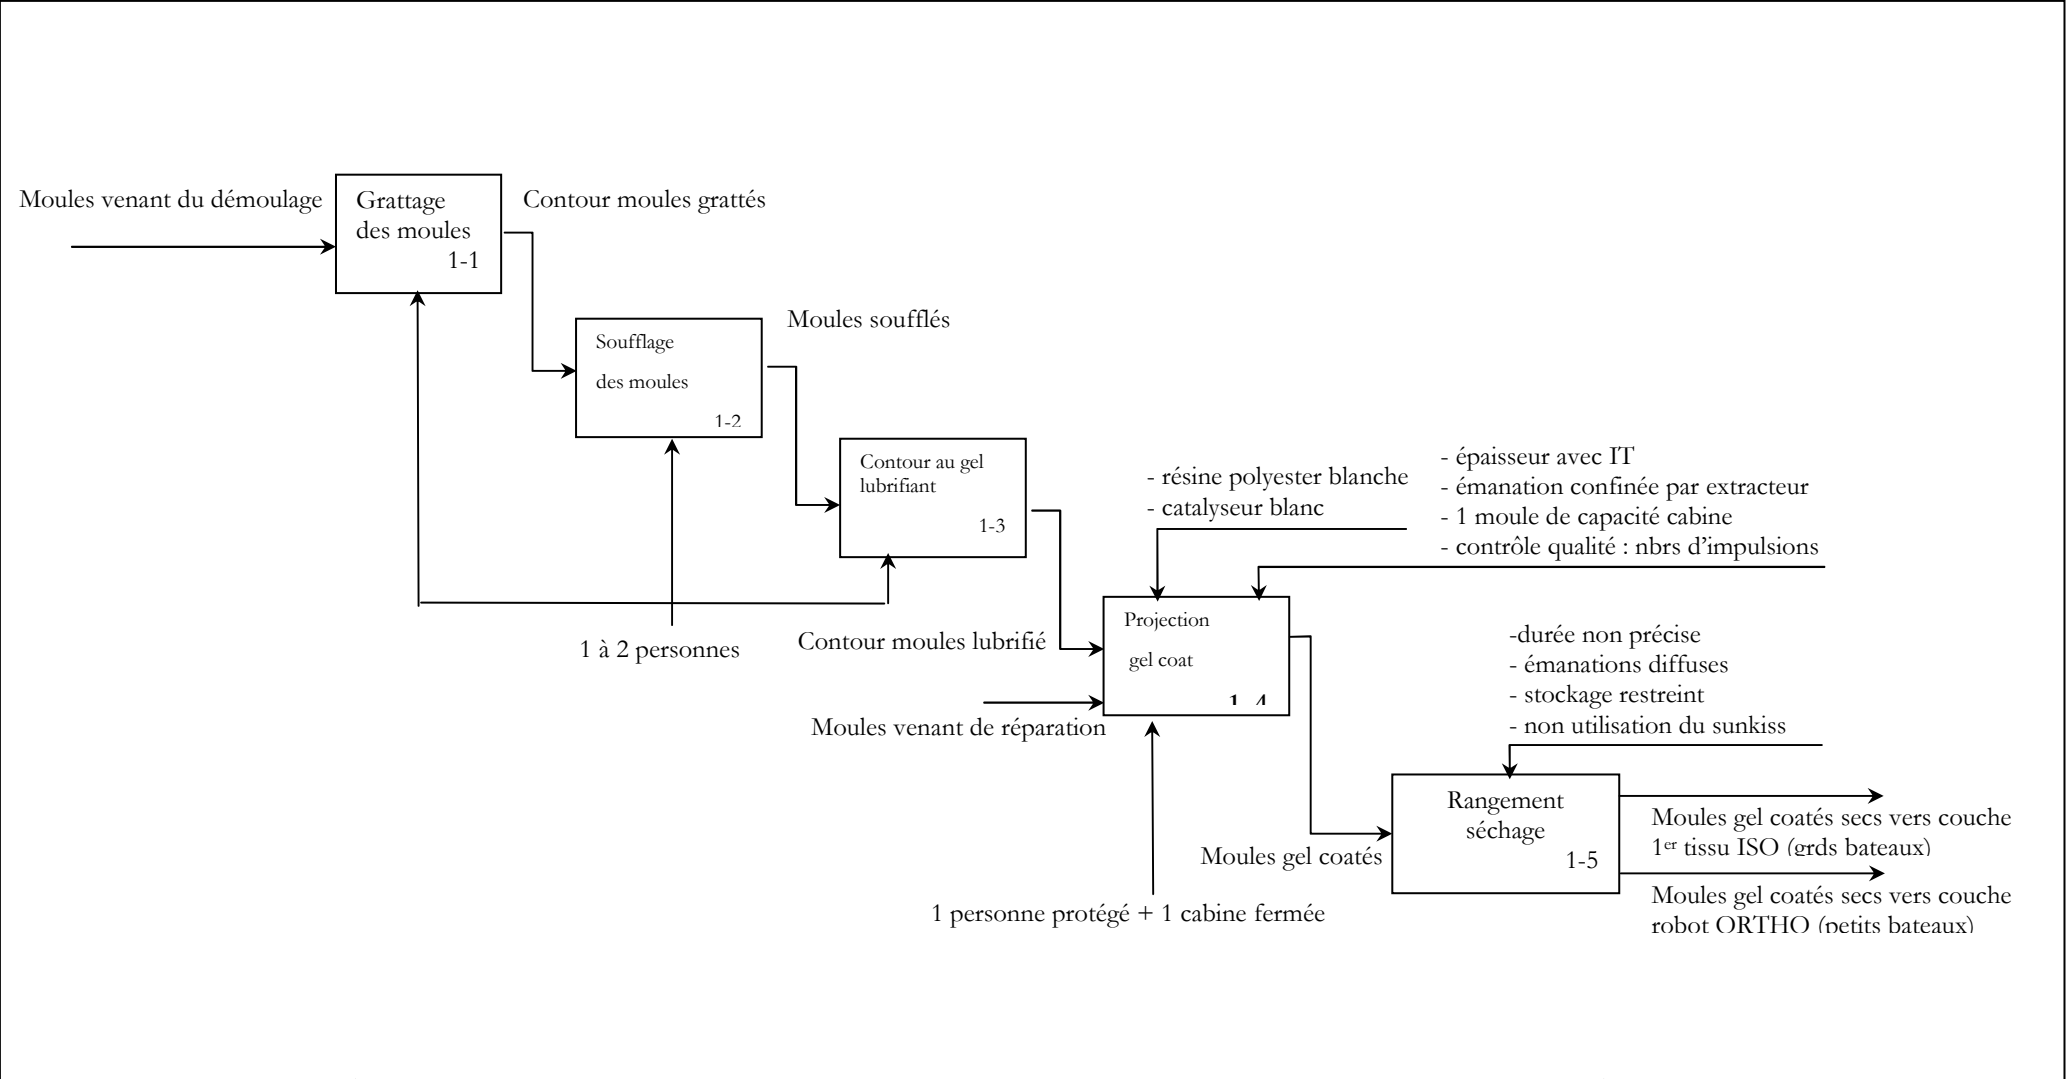 Moules venant du démoulage
Grattage
des moules
1-1
Contour moules grattés
Soufflage
des moules
1-2
Moules soufflés
Contour au gel
lubrifiant
1-3
- résine polyester blanche
- catalyseur blanc
- épaisseur avec IT
- émanation confinée par extracteur
- 1 moule de capacité cabine
- contrôle qualité : nbrs d'impulsions
1 à 2 personnes
Contour moules lubrifié
Projection
gel coat
1 4
Moules venant de réparation
-durée non précise
- émanations diffuses
- stockage restreint
- non utilisation du sunkiss
Rangement
séchage
1-5
Moules gel coatés
1 personne protégé + 1 cabine fermée
Moules gel coatés secs vers couche
1er tissu ISO (grds bateaux)
Moules gel coatés secs vers couche
robot ORTHO (petits bateaux)